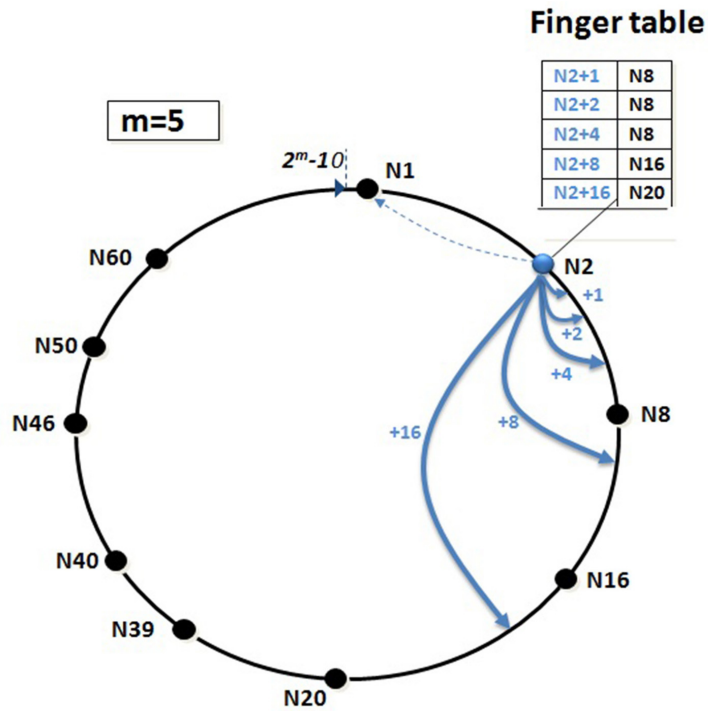 Finger table
N2+1 N8
N2+2 N8
N2+4 N8
N2+8 N16
N2+16 N20
m=5
2ᵐ-10
N1
N60
N2
+1
+2
N50
+4
N46
+16
+8
N8
N40
N16
N39
N20